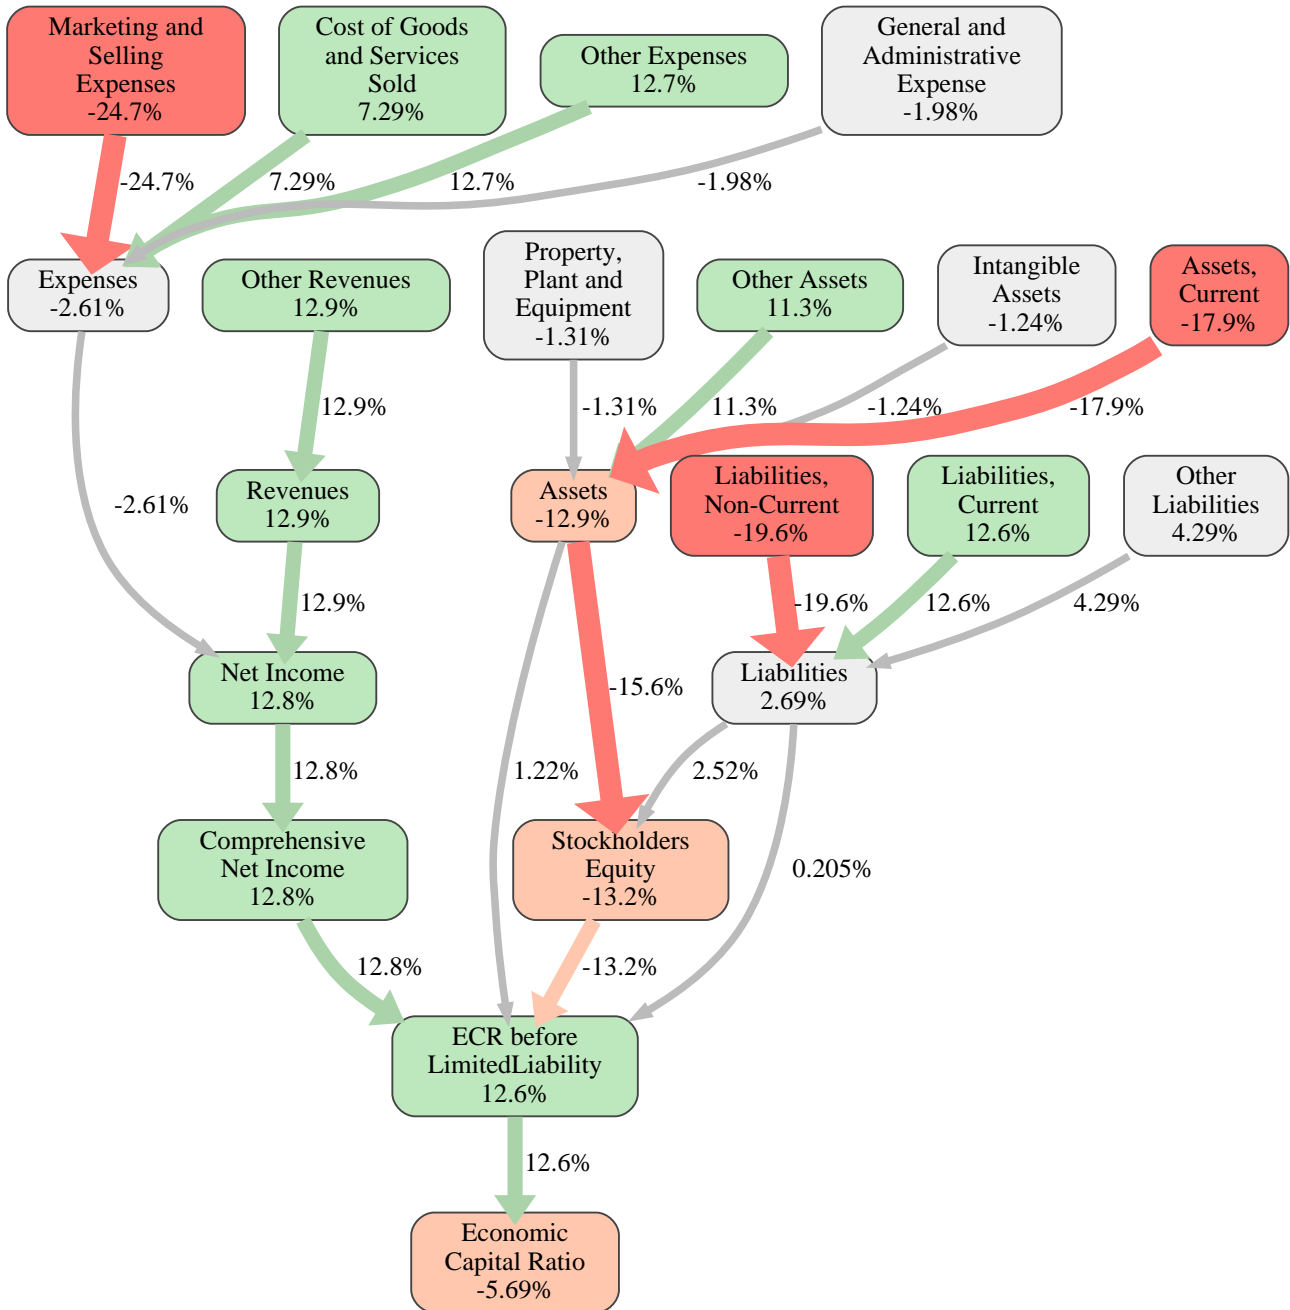 Marketing and
Selling
Expenses
-24.7%
Cost of Goods
and Services
Sold
7.29%
Other Expenses
12.7%
General and
Administrative
Expense
-1.98%
-24.7%
7.29%
12.7%
-1.98%
Expenses
-2.61%
Other Revenues
12.9%
Property,
Plant and
Equipment
-1.31%
Other Assets
11.3%
Intangible
Assets
-1.24%
Assets,
Current
-17.9%
12.9%
-1.31%
11.3%
-1.24%
-17.9%
-2.61%
Revenues
12.9%
Assets
-12.9%
Liabilities,
Non-Current
-19.6%
Liabilities,
Current
12.6%
Other
Liabilities
4.29%
12.9%
-19.6%
12.6%
4.29%
Net Income
12.8%
-15.6%
Liabilities
2.69%
12.8%
1.22%
2.52%
Comprehensive
Net Income
12.8%
Stockholders
Equity
-13.2%
0.205%
12.8%
-13.2%
ECR before
LimitedLiability
12.6%
12.6%
Economic
Capital Ratio
-5.69%